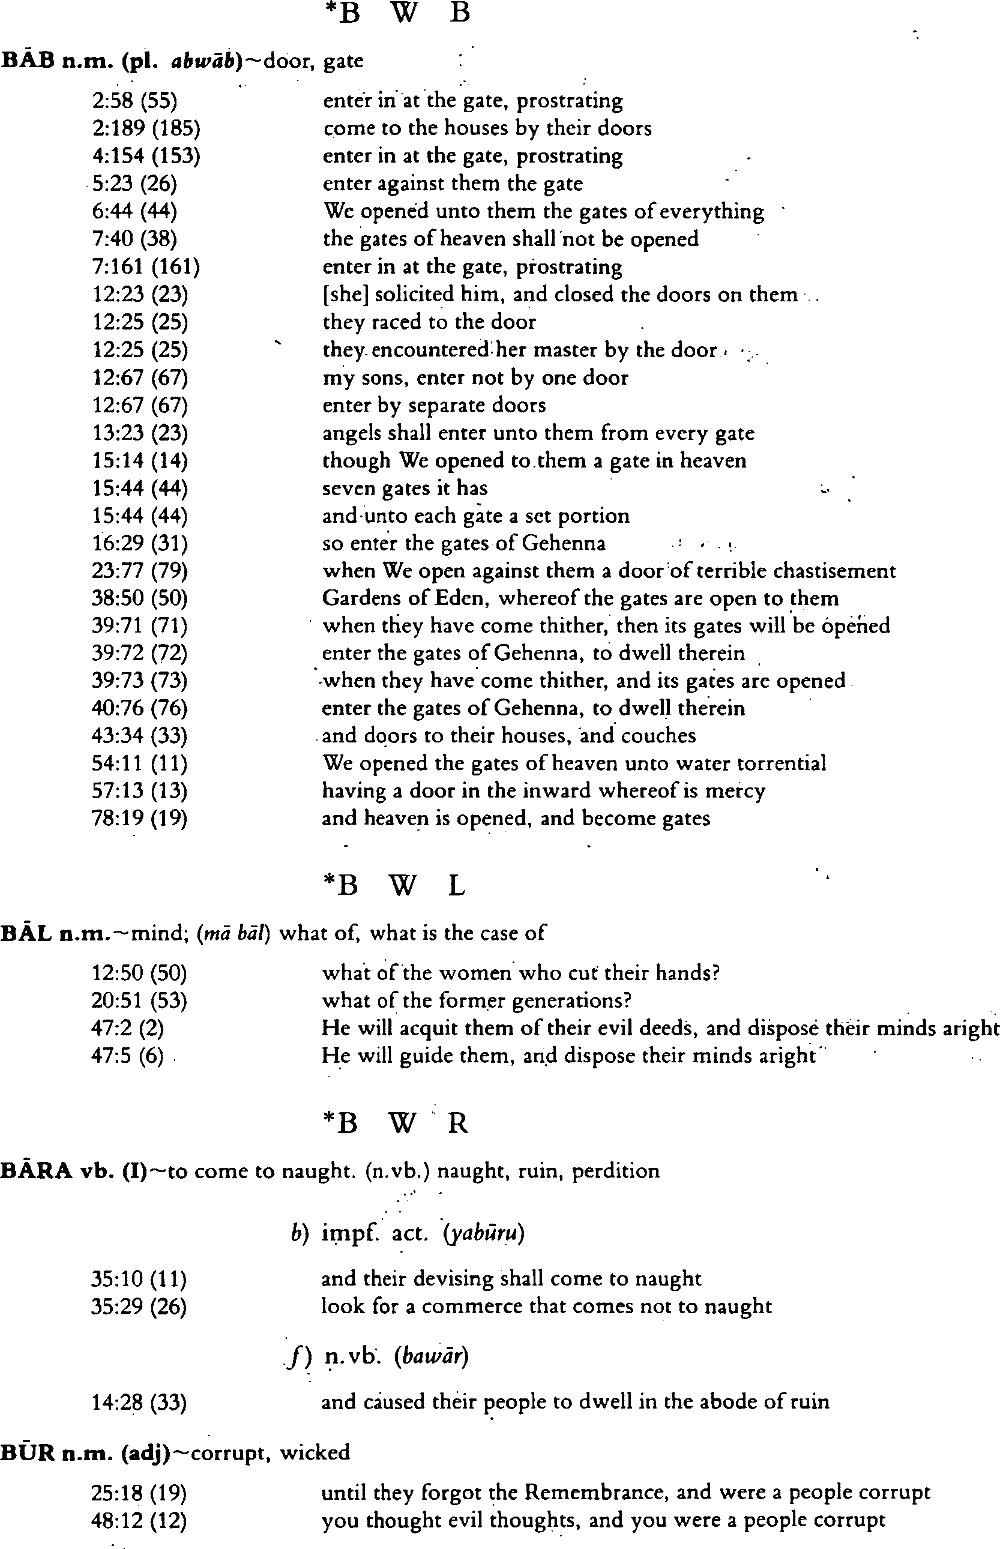 *B W B
BĀB n.m. (pl. abwāb)~door, gate
2:58 (55) enter in at the gate, prostrating
2:189 (185) come to the houses by their doors
4:154 (153) enter in at the gate, prostrating
5:23 (26) enter against them the gate
6:44 (44) We opened unto them the gates of everything
7:40 (38) the gates of heaven shall not be opened
7:161 (161) enter in at the gate, prostrating
12:23 (23) [she] solicited him, and closed the doors on them
12:25 (25) they raced to the door
12:25 (25) they encountered her master by the door
12:67 (67) my sons, enter not by one door
12:67 (67) enter by separate doors
13:23 (23) angels shall enter unto them from every gate
15:14 (14) though We opened to them a gate in heaven
15:44 (44) seven gates it has
15:44 (44) and unto each gate a set portion
16:29 (31) so enter the gates of Gehenna
23:77 (79) when We open against them a door of terrible chastisement
38:50 (50) Gardens of Eden, whereof the gates are open to them
39:71 (71) when they have come thither, then its gates will be opened
39:72 (72) enter the gates of Gehenna, to dwell therein
39:73 (73) when they have come thither, and its gates are opened
40:76 (76) enter the gates of Gehenna, to dwell therein
43:34 (33) and doors to their houses, and couches
54:11 (11) We opened the gates of heaven unto water torrential
57:13 (13) having a door in the inward whereof is mercy
78:19 (19) and heaven is opened, and become gates
*B W L
BĀL n.m.~mind; (mā bāl) what of, what is the case of
12:50 (50) what of the women who cut their hands?
20:51 (53) what of the former generations?
47:2 (2) He will acquit them of their evil deeds, and dispose their minds aright
47:5 (6) He will guide them, and dispose their minds aright
*B W R
BĀRA vb. (I)~to come to naught. (n.vb.) naught, ruin, perdition
b) impf. act. (yabūru)
35:10 (11) and their devising shall come to naught
35:29 (26) look for a commerce that comes not to naught
f) n.vb. (bawār)
14:28 (33) and caused their people to dwell in the abode of ruin
BŪR n.m. (adj)~corrupt, wicked
25:18 (19) until they forgot the Remembrance, and were a people corrupt
48:12 (12) you thought evil thoughts, and you were a people corrupt